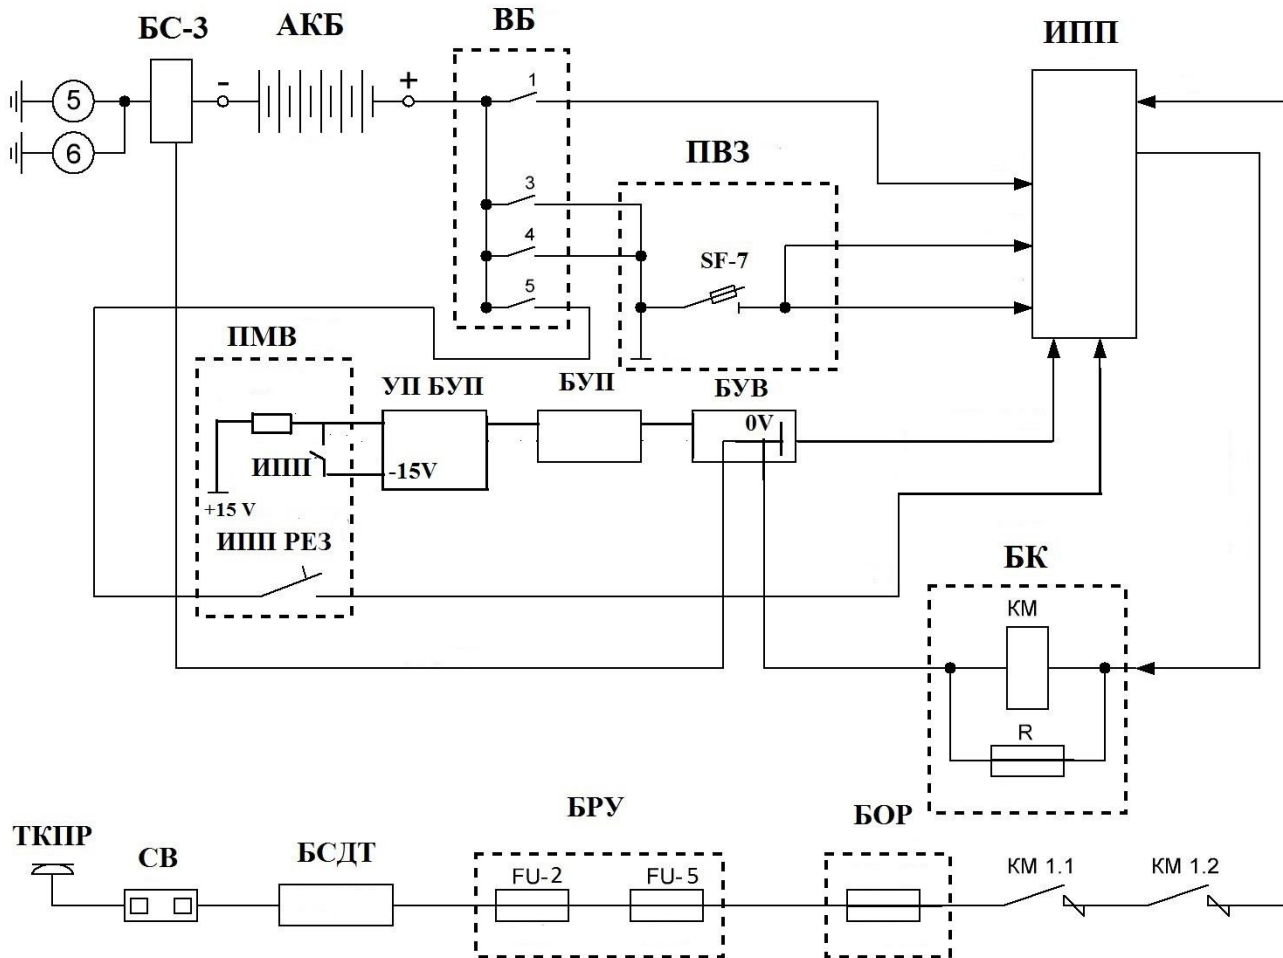 БС-3
АКБ
ВБ
ИПП
-
+
1
5
6
ПВЗ
3
4
SF-7
5
ПМВ
УП БУП
БУП
БУВ
0V
ИПП
-15V
+15 V
ИПП РЕЗ
БК
КМ
R
БРУ
БОР
ТКПР
СВ
БСДТ
FU-2
FU-5
КМ 1.1
КМ 1.2